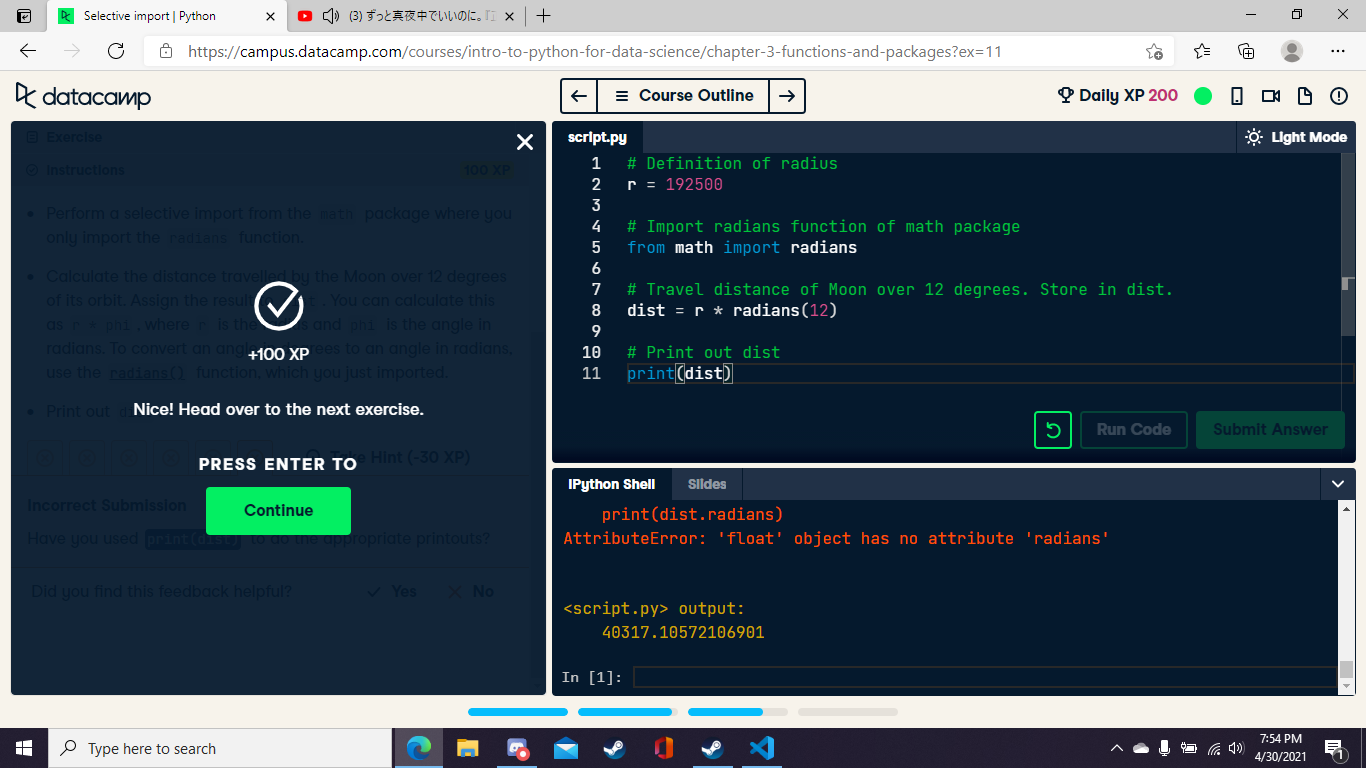 Selective import | Python
(3) ずっと真夜中でいいのに。『
https://campus.datacamp.com/courses/intro-to-python-for-data-science/chapter-3-functions-and-packages?ex=11
datacamp
Course Outline
Daily XP 200
Exercise
Instructions
100 XP
Perform a selective import from the math package where you
only import the radians function.
Calculate the distance travelled by the Moon over 12 degrees
of its orbit. Assign the result . You can calculate this
as r * phi , where r is the and phi is the angle in
radians. To convert an angle degrees to an angle in radians,
use the radians() function, which you just imported.
Print out
+100 XP
Nice! Head over to the next exercise.
Hint (-30 XP)
PRESS ENTER TO
Continue
Incorrect Submission
Have you used print(dist) to do the appropriate printouts?
Did you find this feedback helpful?
Yes
No
script.py
Light Mode
1 # Definition of radius
2 r = 192500
3
4 # Import radians function of math package
5 from math import radians
6
7 # Travel distance of Moon over 12 degrees. Store in dist.
8 dist = r * radians(12)
9
10 # Print out dist
11 print(dist)
Run Code
Submit Answer
IPython Shell
Slides
print(dist.radians)
AttributeError: 'float' object has no attribute 'radians'
<script.py> output:
40317.10572106901
In [1]:
Type here to search
7:54 PM
4/30/2021
1